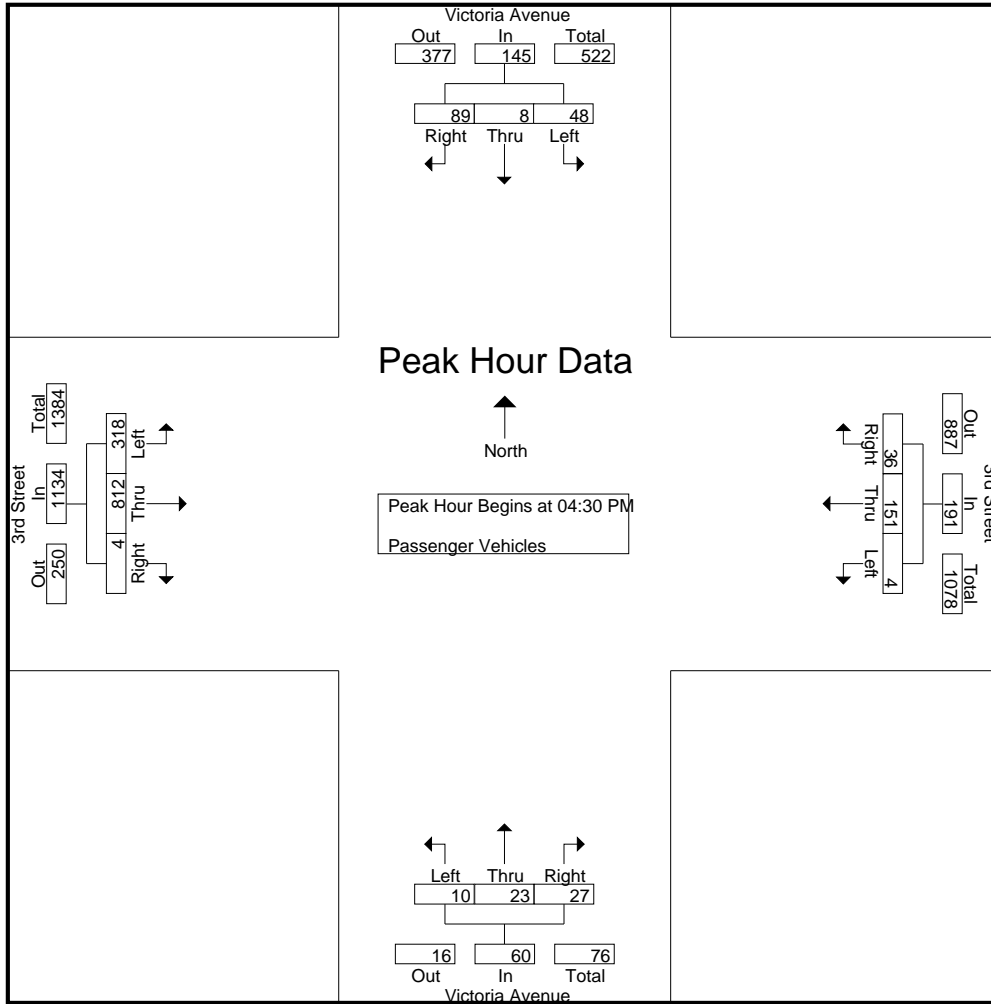 Victoria Avenue
Out In Total
377 145 522
89 8 48
Right Thru Left
Peak Hour Data
North
Peak Hour Begins at 04:30 PM
Passenger Vehicles
3rd Street
Total In Out
1384 1134 250
318 812 4
Left Thru Right
3rd Street
Out In Total
887 191 1078
36 151 4
Right Thru Left
Left Thru Right
10 23 27
16 60 76
Out In Total
Victoria Avenue